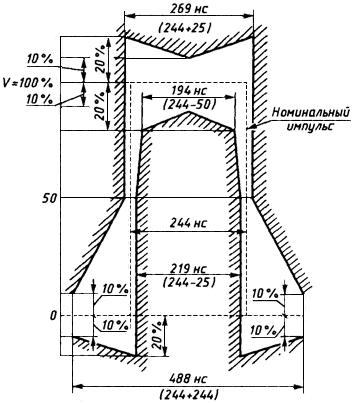 269 нс
(244+25)
10%
20%
V=100%
10%
20%
194 нс
(244–50)
Номинальный
импульс
50
244 нс
219 нс
(244–25)
10%
10%
0
10%
10%
20%
488 нс
(244+244)